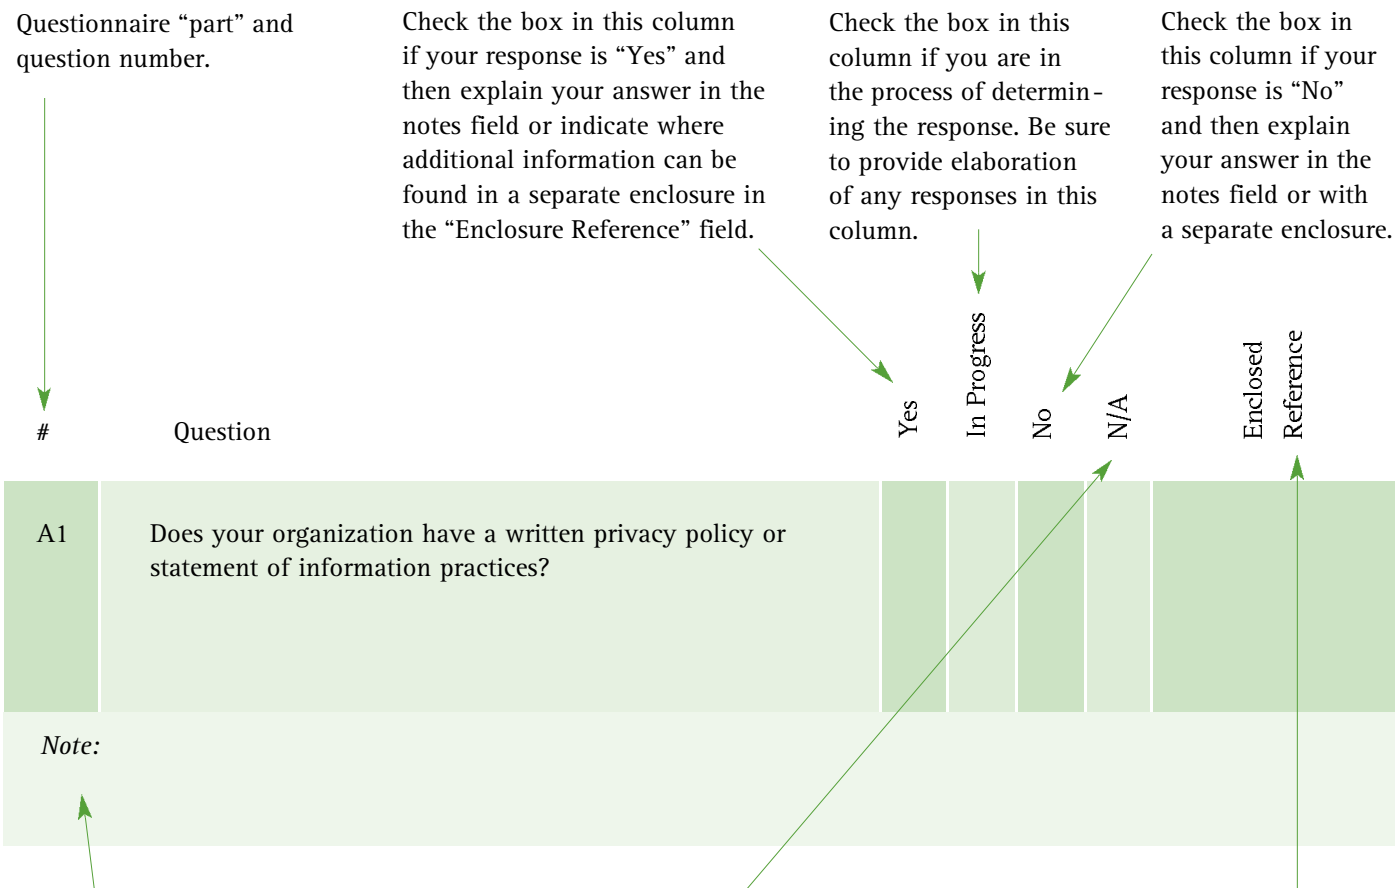 Questionnaire “part” and
question number.
Check the box in this column
if your response is “Yes” and
then explain your answer in the
notes field or indicate where
additional information can be
found in a separate enclosure in
the “Enclosure Reference” field.
Check the box in this
column if you are in
the process of determin-
ing the response. Be sure
to provide elaboration
of any responses in this
column.
Check the box in
this column if your
response is “No”
and then explain
your answer in the
notes field or with
a separate enclosure.
#
Question
Yes
In Progress
No
N/A
Enclosed
Reference
A1
Does your organization have a written privacy policy or
statement of information practices?
Note: